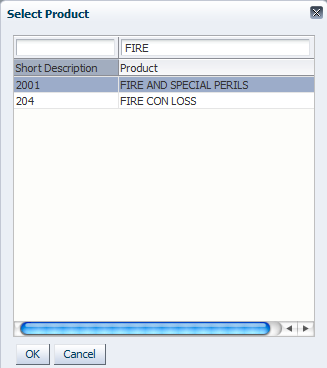 Select Product
FIRE
Short Description Product
2001 FIRE AND SPECIAL PERILS
204 FIRE CON LOSS
OK Cancel